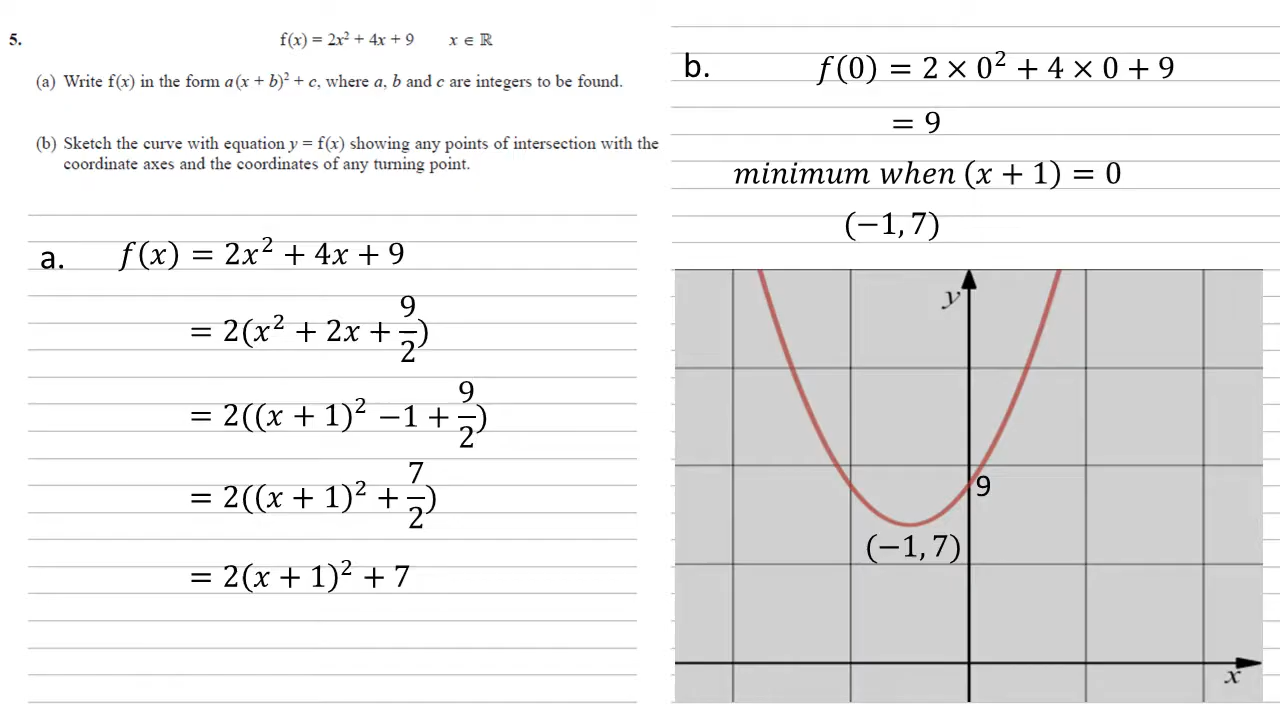 5.
f(x) = 2x² + 4x + 9 x ∈ ℝ
(a) Write f(x) in the form a(x + b)² + c, where a, b and c are integers to be found.
(b) Sketch the curve with equation y = f(x) showing any points of intersection with the
coordinate axes and the coordinates of any turning point.
a. f(x) = 2x² + 4x + 9
= 2(x² + 2x + 9/2)
= 2((x + 1)² −1 + 9/2)
= 2((x + 1)² + 7/2)
= 2(x + 1)² + 7
b. f(0) = 2 × 0² + 4 × 0 + 9
= 9
minimum when (x + 1) = 0
(−1, 7)
y
9
(−1, 7)
x